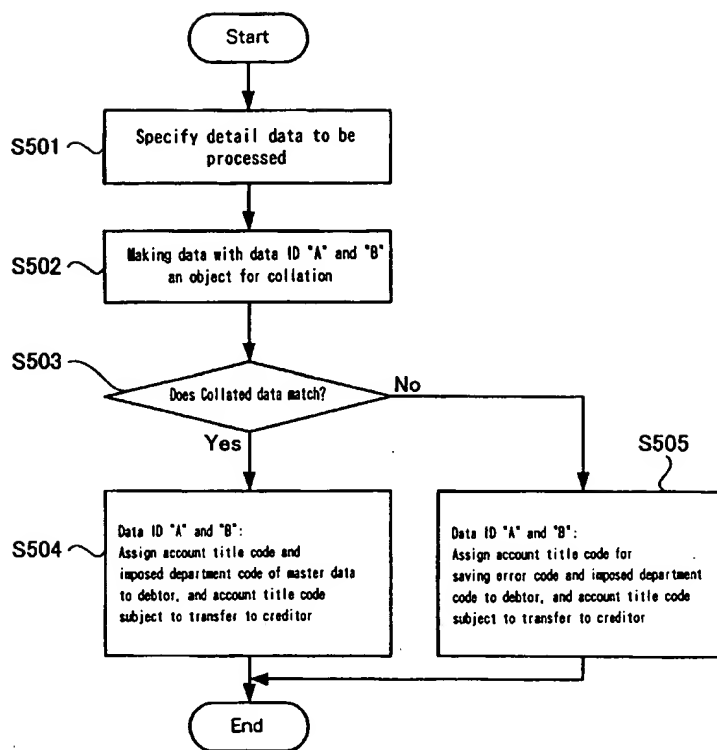 Start
S501
Specify detail data to be
processed
S502
Making data with data ID "A" and "B"
an object for collation
S503
Does Collated data match?
No
Yes
S505
S504
Data ID "A" and "B":
Assign account title code and
imposed department code of master data
to debtor, and account title code
subject to transfer to creditor
Data ID "A" and "B":
Assign account title code for
saving error code and imposed department
code to debtor, and account title code
subject to transfer to creditor
End